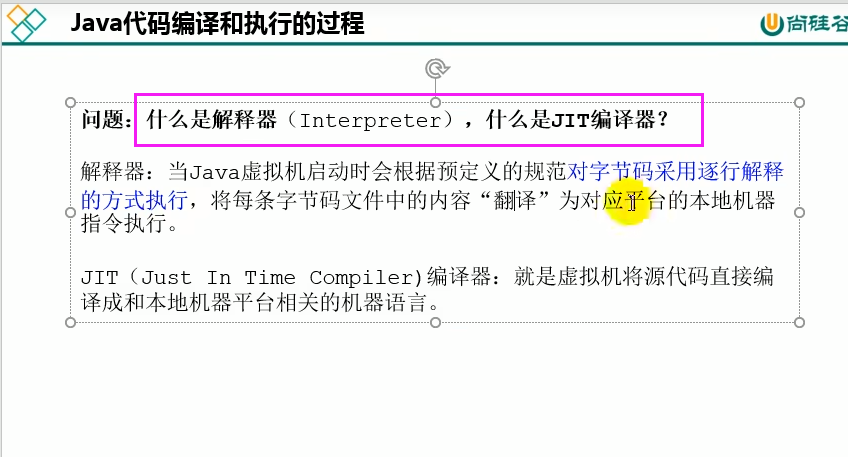 Java代码编译和执行的过程
尚硅谷
问题：什么是解释器（Interpreter），什么是JIT编译器？
解释器：当Java虚拟机启动时会根据预定义的规范对字节码采用逐行解释
的方式执行，将每条字节码文件中的内容“翻译”为对应平台的本地机器
指令执行。
JIT（Just In Time Compiler)编译器：就是虚拟机将源代码直接编
译成和本地机器平台相关的机器语言。